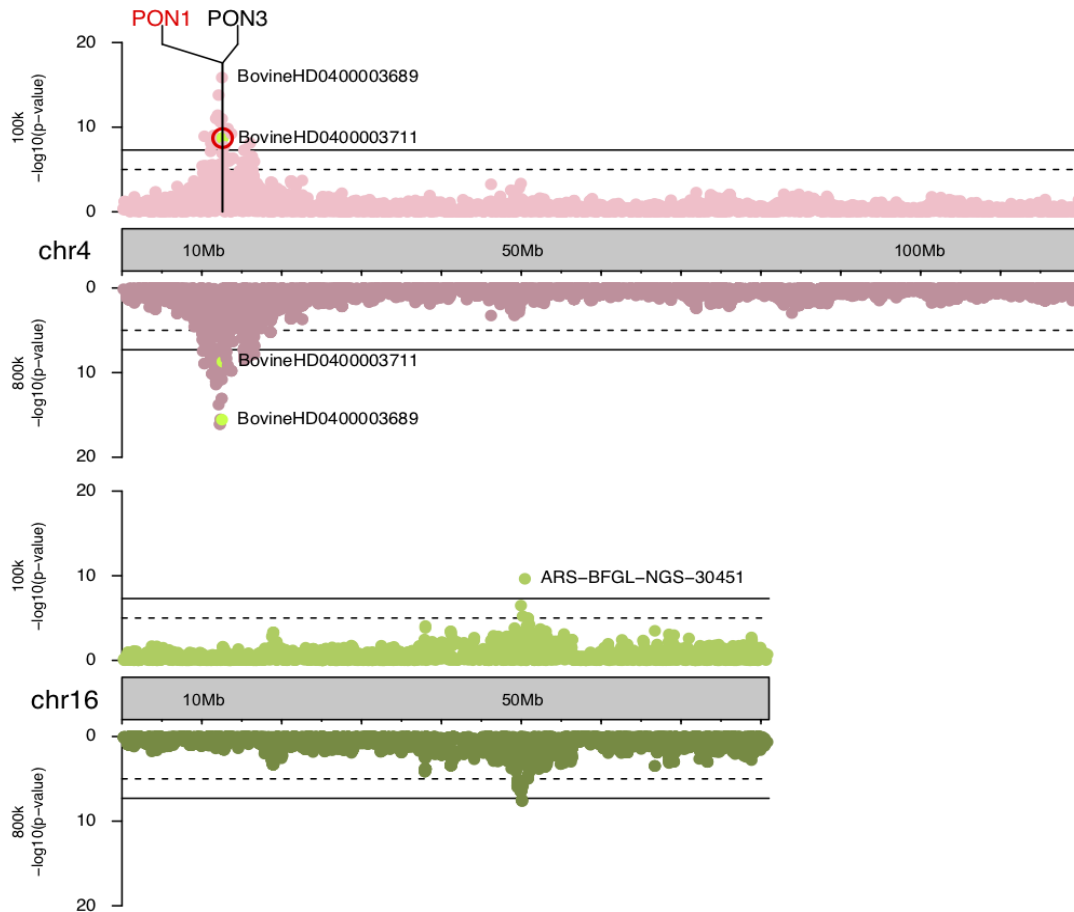 PON1 PON3
20
BovineHD0400003689
100k
−log10(p−value)
10
BovineHD0400003711
0
chr4
10Mb 50Mb 100Mb
0
800k
−log10(p−value)
BovineHD0400003711
10
BovineHD0400003689
20
20
100k
−log10(p−value)
10
ARS−BFGL−NGS−30451
0
chr16
10Mb 50Mb
0
800k
−log10(p−value)
10
20